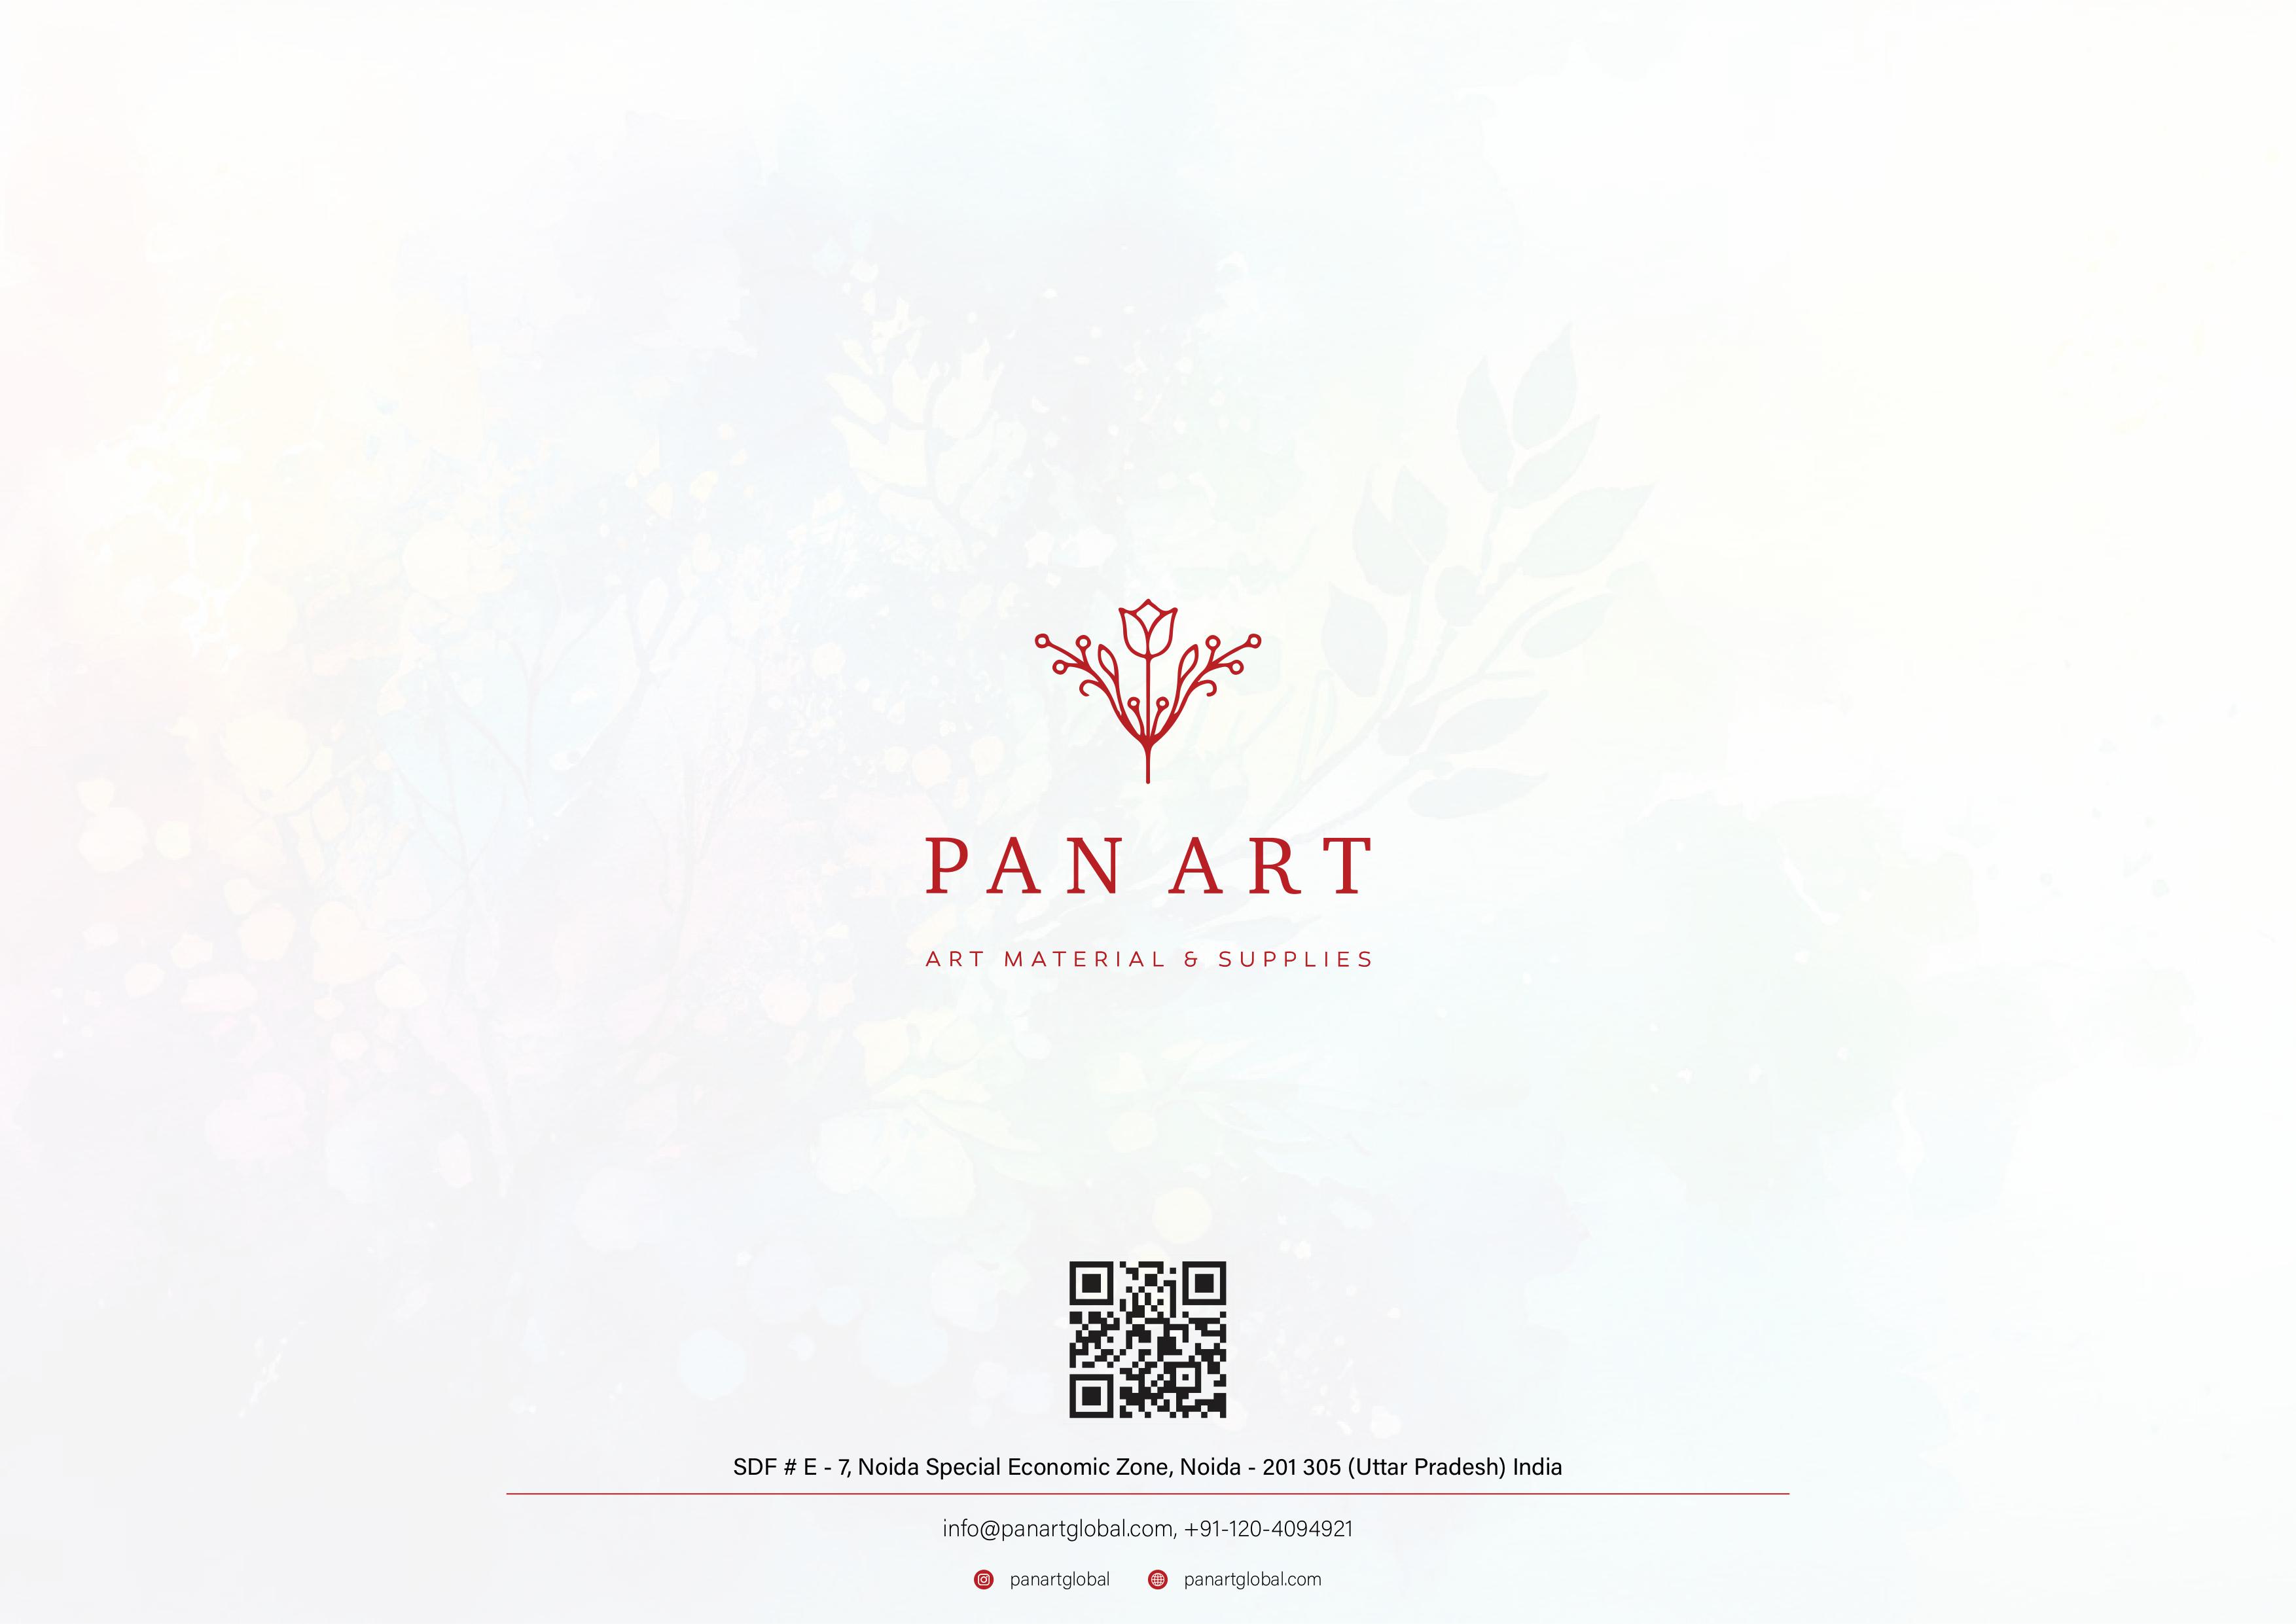 PAN ART
ART MATERIAL & SUPPLIES
SDF # E - 7, Noida Special Economic Zone, Noida - 201 305 (Uttar Pradesh) India
info@panartglobal.com, +91-120-4094921
panartglobal panartglobal.com